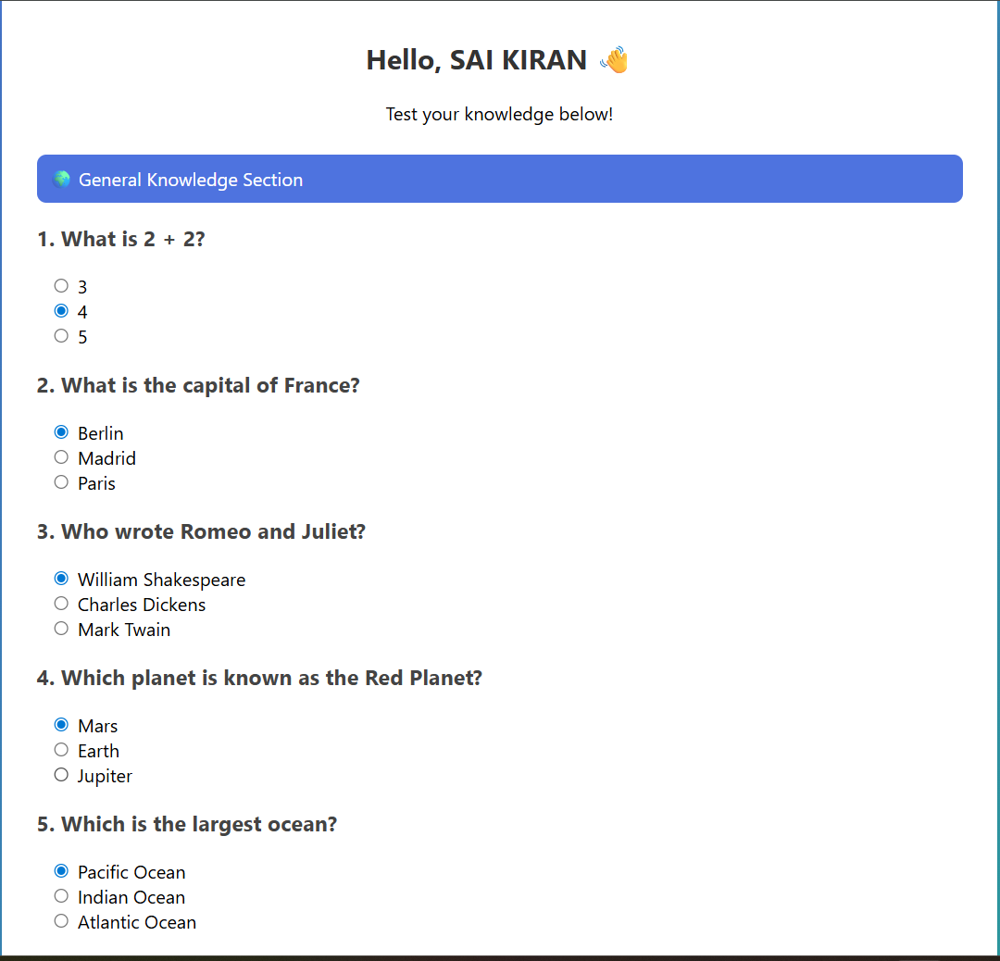 Hello, SAI KIRAN 👋
Test your knowledge below!
🌍 General Knowledge Section
1. What is 2 + 2?
3
4
5
2. What is the capital of France?
Berlin
Madrid
Paris
3. Who wrote Romeo and Juliet?
William Shakespeare
Charles Dickens
Mark Twain
4. Which planet is known as the Red Planet?
Mars
Earth
Jupiter
5. Which is the largest ocean?
Pacific Ocean
Indian Ocean
Atlantic Ocean